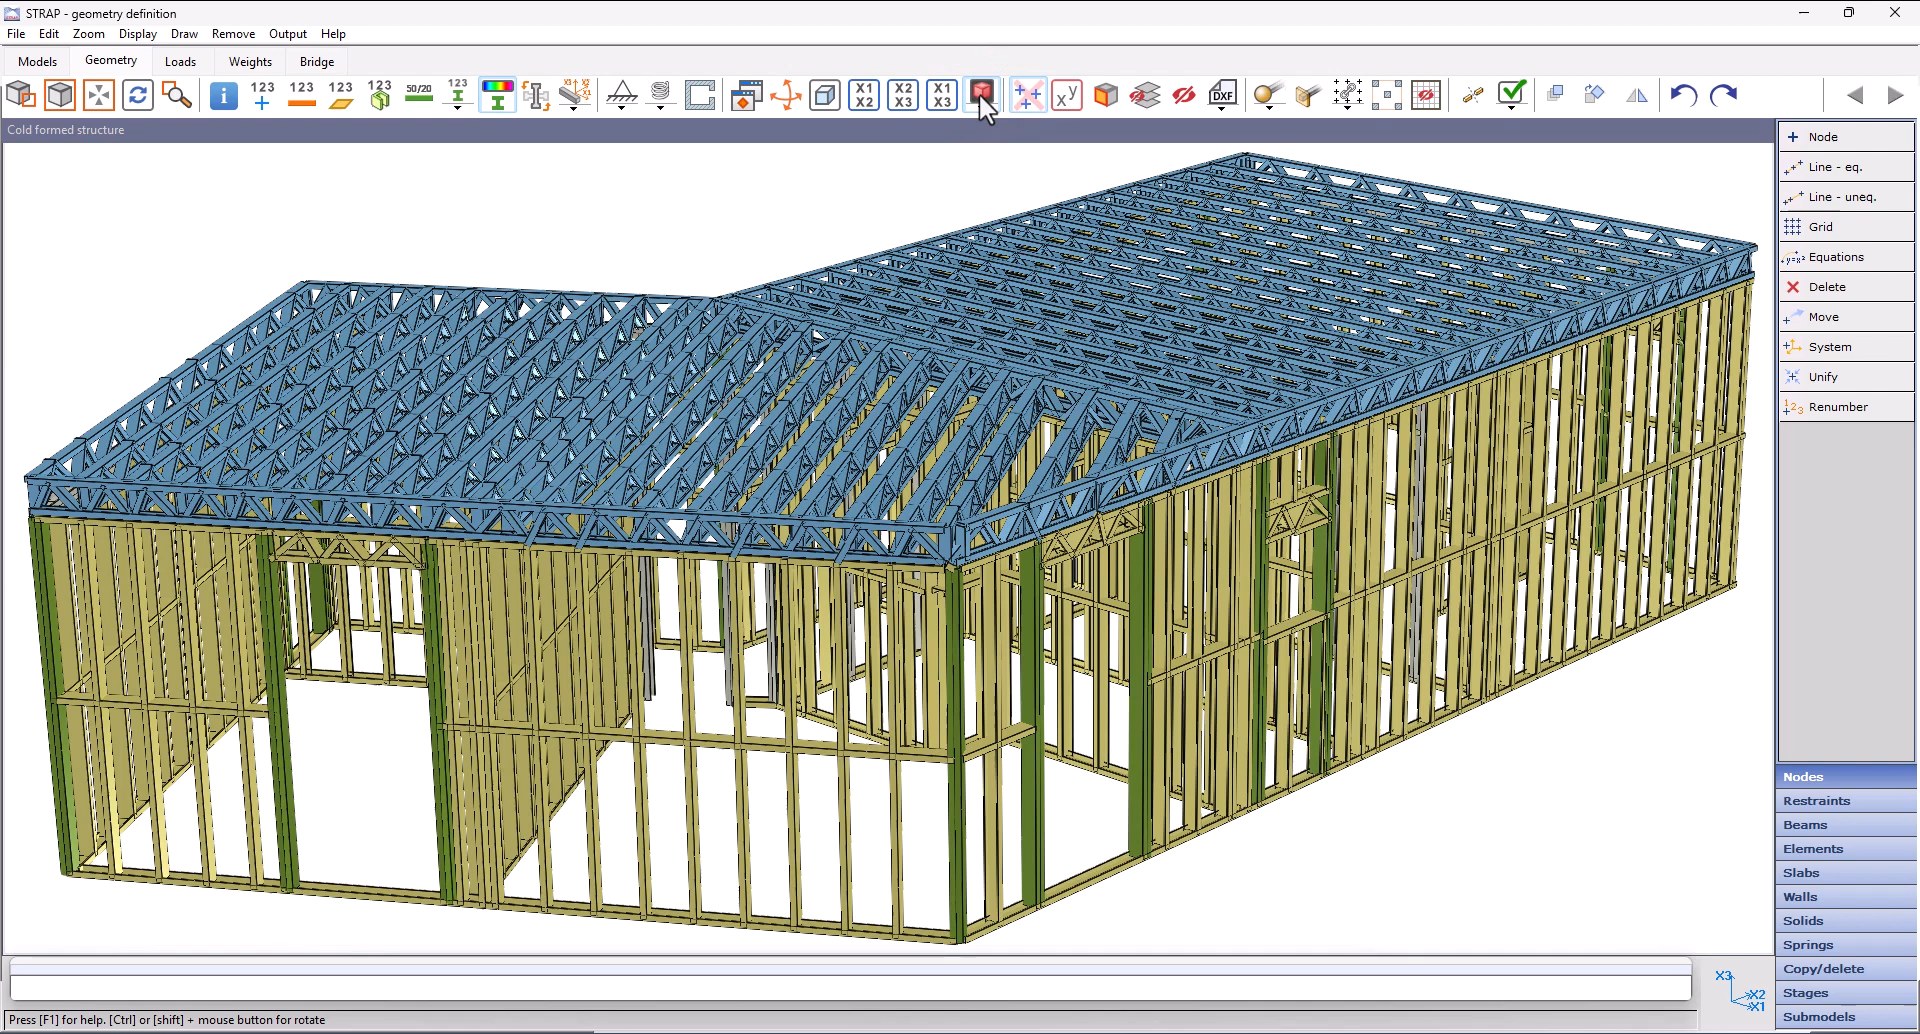 STRAP - geometry definition
File Edit Zoom Display Draw Remove Output Help
Models Geometry Loads Weights Bridge
123 123 123 123 50/20 123 X1 X2 X2 X3 X1 X3 xy DXF
Cold formed structure
Node
Line - eq.
Line - uneq.
Grid
y=x² Equations
Delete
Move
System
Unify
123 Renumber
Nodes
Restraints
Beams
Elements
Slabs
Walls
Solids
Springs
Copy/delete
Stages
Submodels
X3
X2
X1
Press [F1] for help. [Ctrl] or [shift] + mouse button for rotate